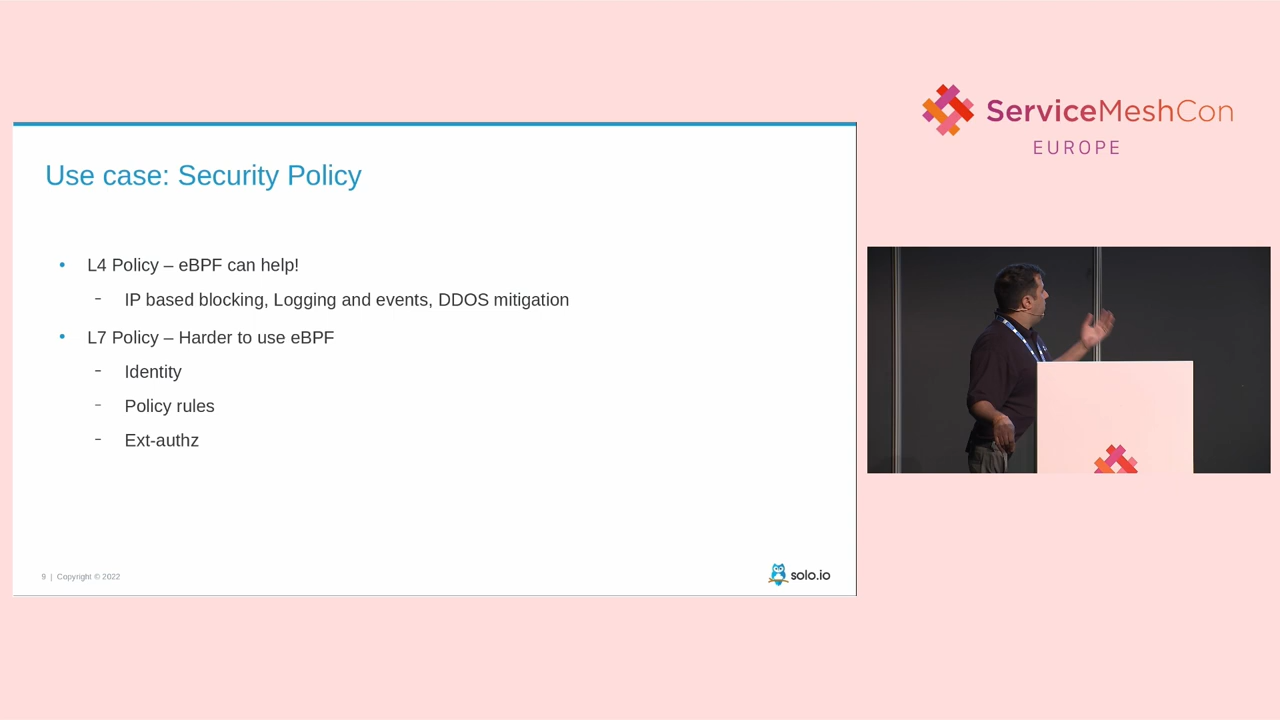 ServiceMeshCon
EUROPE
Use case: Security Policy
• L4 Policy – eBPF can help!
– IP based blocking, Logging and events, DDOS mitigation
• L7 Policy – Harder to use eBPF
– Identity
– Policy rules
– Ext-authz
9 | Copyright © 2022
solo.io